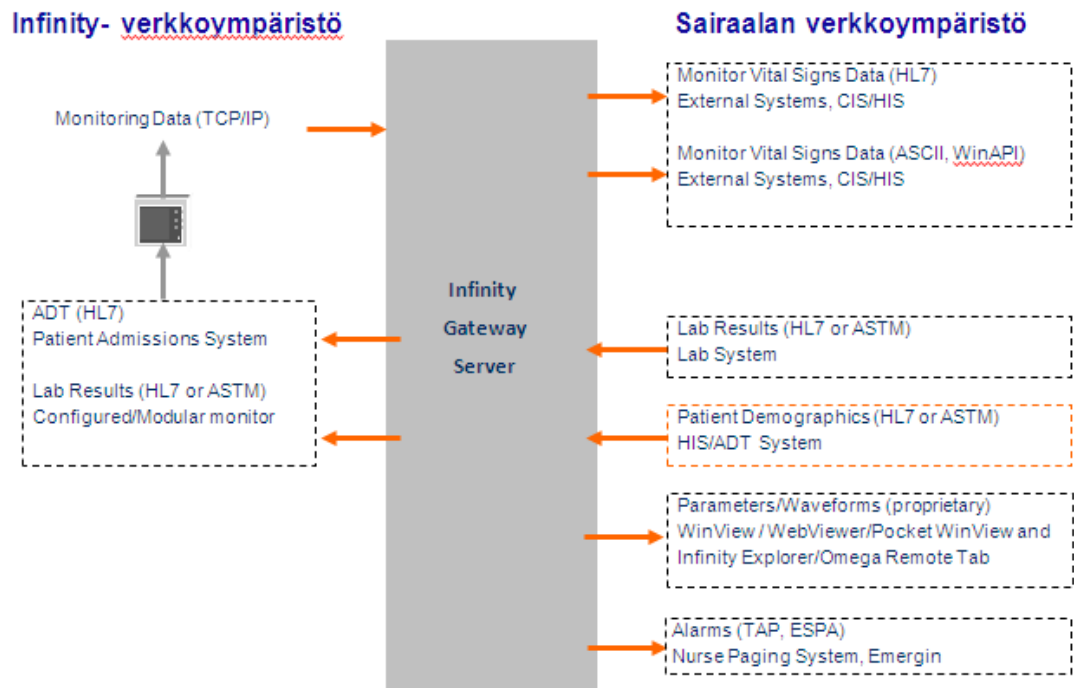 Infinity- verkkoympäristö
Sairaalan verkkoympäristö
Monitoring Data (TCP/IP)
ADT (HL7)
Patient Admissions System
Lab Results (HL7 or ASTM)
Configured/Modular monitor
Infinity
Gateway
Server
Monitor Vital Signs Data (HL7)
External Systems, CIS/HIS
Monitor Vital Signs Data (ASCII, WinAPI)
External Systems, CIS/HIS
Lab Results (HL7 or ASTM)
Lab System
Patient Demographics (HL7 or ASTM)
HIS/ADT System
Parameters/Waveforms (proprietary)
WinView / WebViewer/Pocket WinView and
Infinity Explorer/Omega Remote Tab
Alarms (TAP, ESPA)
Nurse Paging System, Emergin